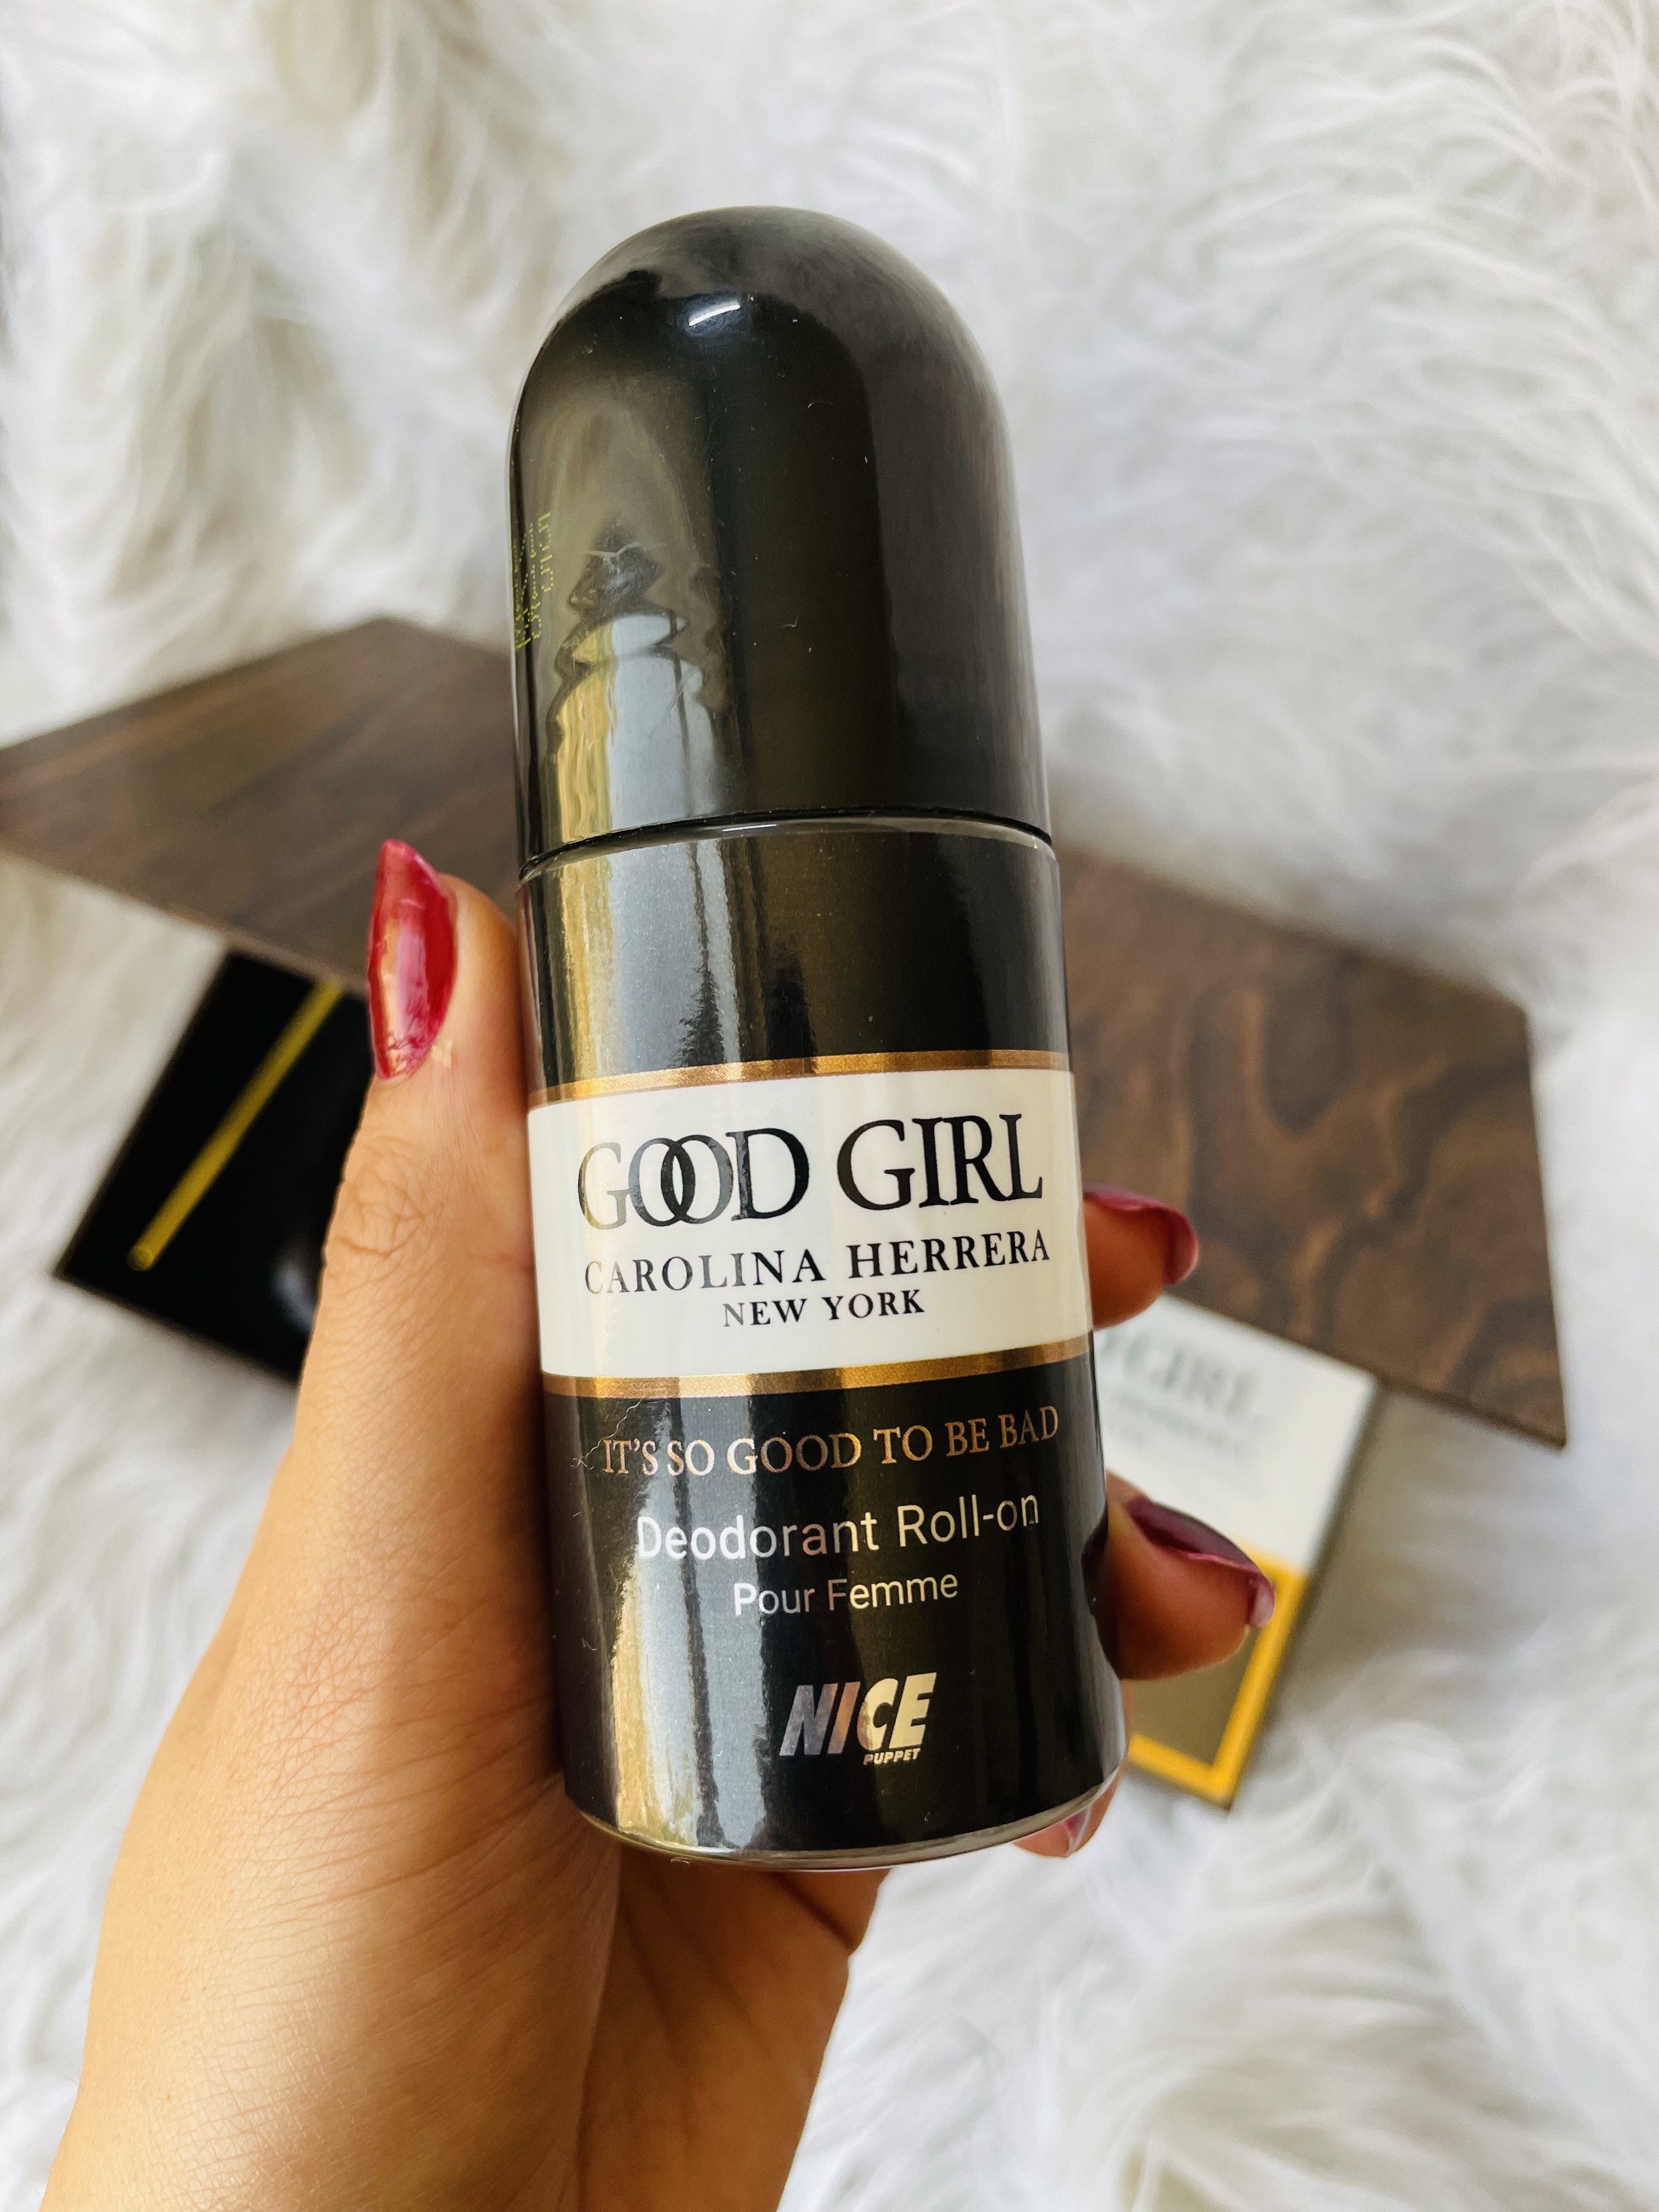 GOOD GIRL
CAROLINA HERRERA
NEW YORK
IT'S SO GOOD TO BE BAD
Deodorant Roll-on
Pour Femme
NICE
PUPPET
GIRL